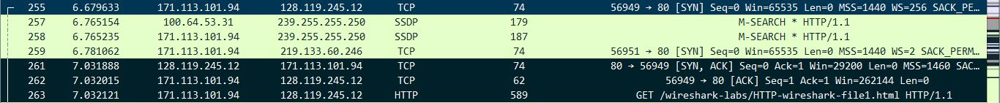 255 6.679633 171.113.101.94 128.119.245.12 TCP 74 56949 → 80 [SYN] Seq=0 Win=65535 Len=0 MSS=1440 WS=256 SACK_PE…
257 6.765154 100.64.53.31 239.255.255.250 SSDP 179 M-SEARCH * HTTP/1.1
258 6.765235 171.113.101.94 239.255.255.250 SSDP 187 M-SEARCH * HTTP/1.1
259 6.781062 171.113.101.94 219.133.60.246 TCP 74 56951 → 80 [SYN] Seq=0 Win=65535 Len=0 MSS=1440 WS=2 SACK_PERM…
261 7.031888 128.119.245.12 171.113.101.94 TCP 74 80 → 56949 [SYN, ACK] Seq=0 Ack=1 Win=29200 Len=0 MSS=1460 SAC…
262 7.032015 171.113.101.94 128.119.245.12 TCP 62 56949 → 80 [ACK] Seq=1 Ack=1 Win=262144 Len=0
263 7.032121 171.113.101.94 128.119.245.12 HTTP 589 GET /wireshark-labs/HTTP-wireshark-file1.html HTTP/1.1